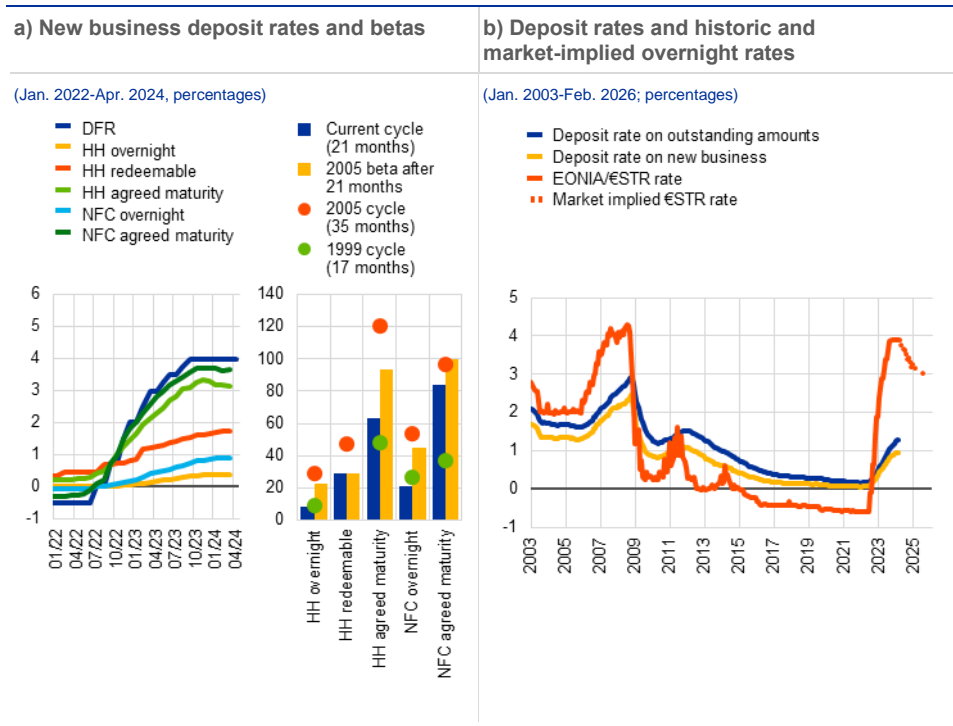 a) New business deposit rates and betas
(Jan. 2022-Apr. 2024, percentages)
DFR
HH overnight
HH redeemable
HH agreed maturity
NFC overnight
NFC agreed maturity
Current cycle
(21 months)
2005 beta after
21 months
2005 cycle
(35 months)
1999 cycle
(17 months)
6
5
4
3
2
1
0
-1
01/22
04/22
07/22
10/22
01/23
04/23
07/23
10/23
01/24
04/24
140
120
100
80
60
40
20
0
HH overnight
HH redeemable
HH agreed maturity
NFC overnight
NFC agreed maturity
b) Deposit rates and historic and
market-implied overnight rates
(Jan. 2003-Feb. 2026; percentages)
Deposit rate on outstanding amounts
Deposit rate on new business
EONIA/€STR rate
Market implied €STR rate
5
4
3
2
1
0
-1
2003
2005
2007
2009
2011
2013
2015
2017
2019
2021
2023
2025